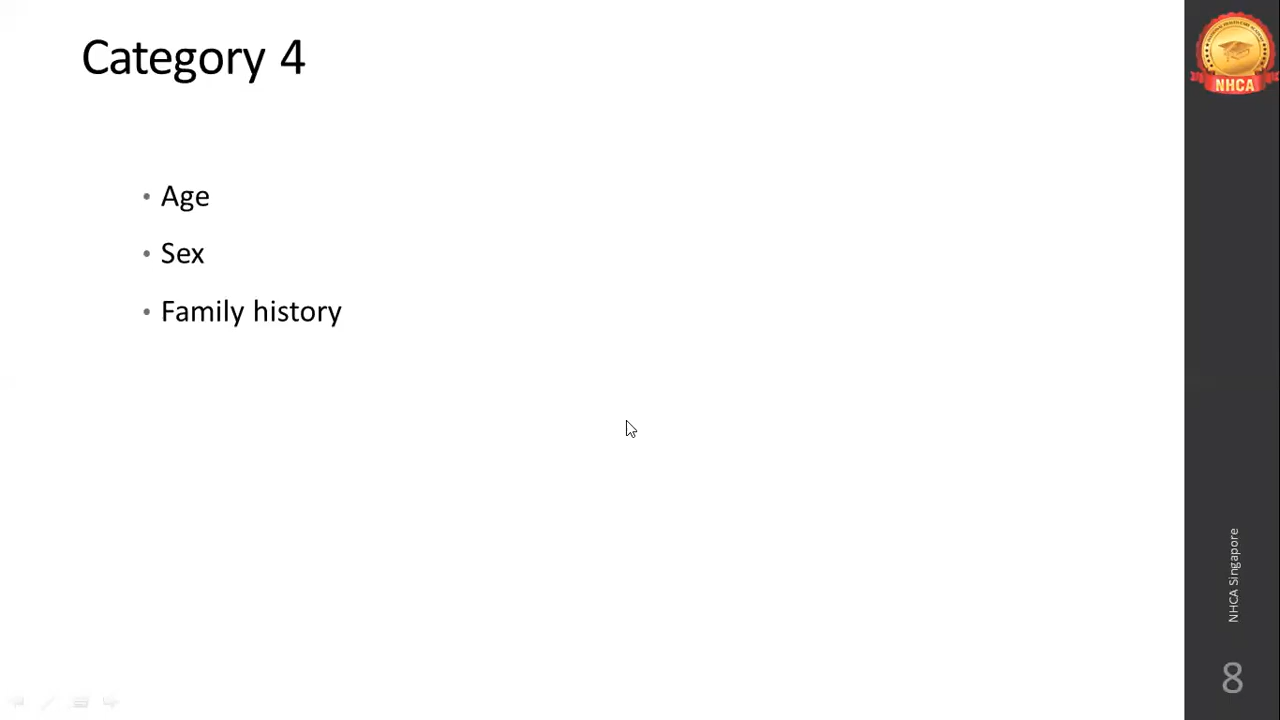 Category 4
• Age
• Sex
• Family history
NHCA
NHCA Singapore
8